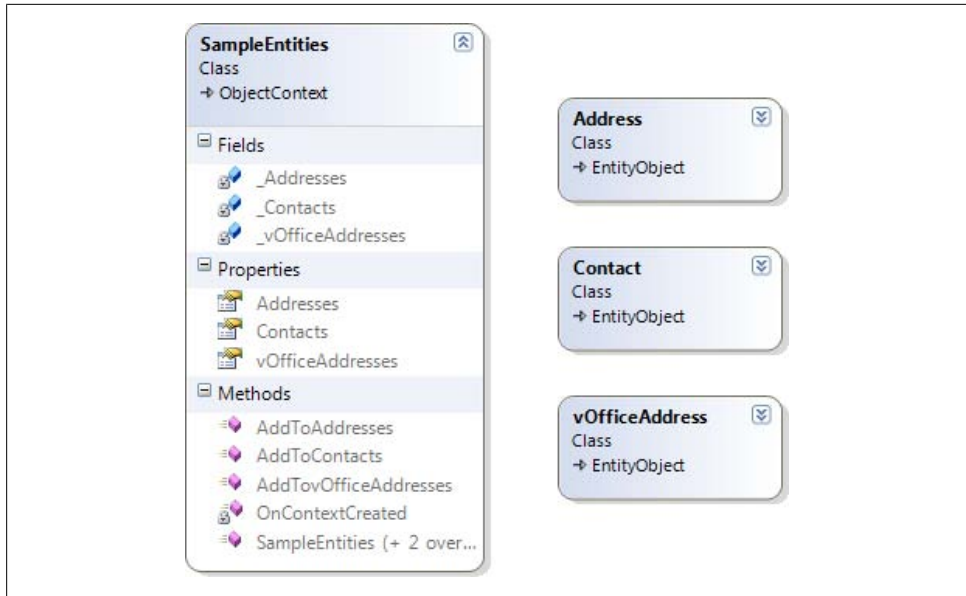 SampleEntities
Class
ObjectContext
Fields
_Addresses
_Contacts
_vOfficeAddresses
Properties
Addresses
Contacts
vOfficeAddresses
Methods
AddToAddresses
AddToContacts
AddTovOfficeAddresses
OnContextCreated
SampleEntities (+ 2 over...
Address
Class
EntityObject
Contact
Class
EntityObject
vOfficeAddress
Class
EntityObject